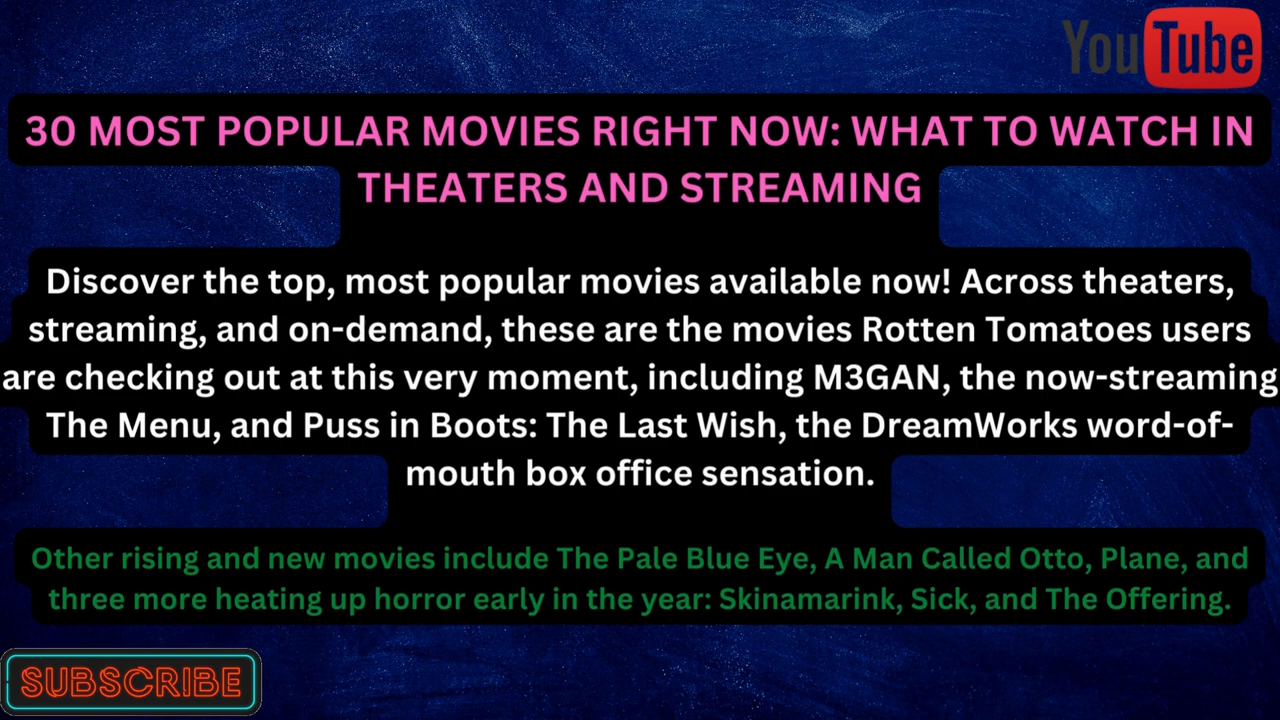 YouTube
30 MOST POPULAR MOVIES RIGHT NOW: WHAT TO WATCH IN
THEATERS AND STREAMING
Discover the top, most popular movies available now! Across theaters,
streaming, and on-demand, these are the movies Rotten Tomatoes users
are checking out at this very moment, including M3GAN, the now-streaming
The Menu, and Puss in Boots: The Last Wish, the DreamWorks word-of-
mouth box office sensation.
Other rising and new movies include The Pale Blue Eye, A Man Called Otto, Plane, and
three more heating up horror early in the year: Skinamarink, Sick, and The Offering.
SUBSCRIBE